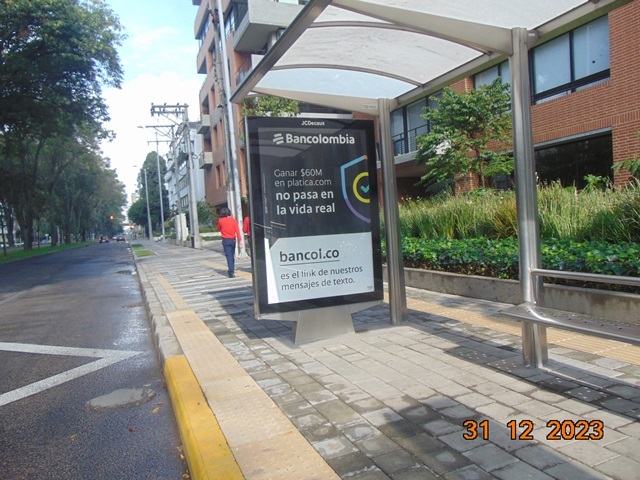 JCDecaux
Bancolombia
Ganar $60M
en platica.com
no pasa en
la vida real
bancol.co
es el link de nuestros
mensajes de texto.
31 12 2023